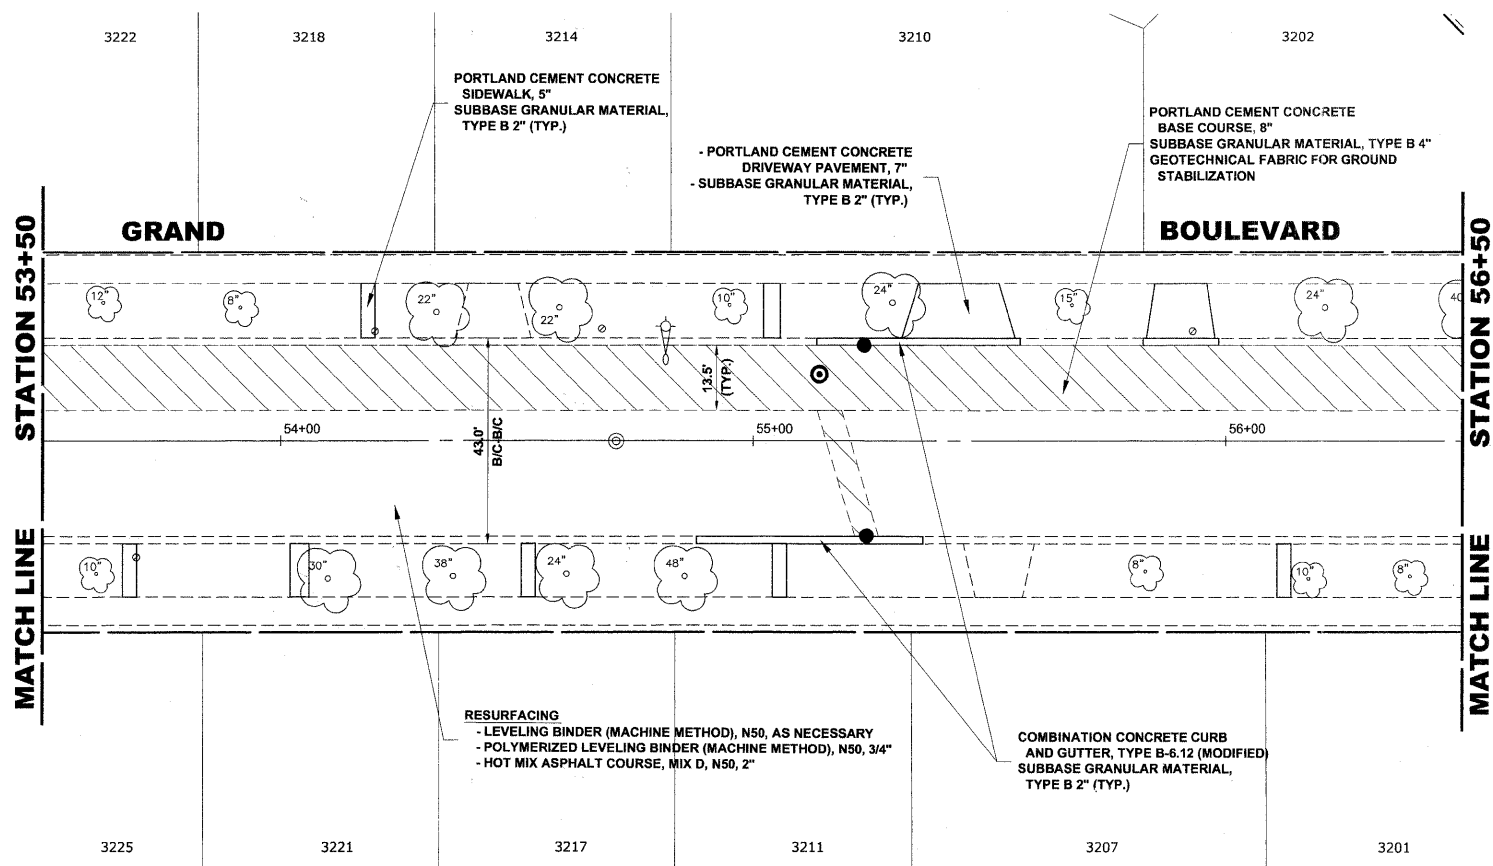 3222
3218
3214
3210
3202
PORTLAND CEMENT CONCRETE
SIDEWALK, 5"
SUBBASE GRANULAR MATERIAL,
TYPE B 2" (TYP.)
- PORTLAND CEMENT CONCRETE
DRIVEWAY PAVEMENT, 7"
- SUBBASE GRANULAR MATERIAL,
TYPE B 2" (TYP.)
PORTLAND CEMENT CONCRETE
BASE COURSE, 8"
SUBBASE GRANULAR MATERIAL, TYPE B 4"
GEOTECHNICAL FABRIC FOR GROUND
STABILIZATION
GRAND
BOULEVARD
MATCH LINE STATION 53+50
MATCH LINE STATION 56+50
12"
8"
22"
22"
10"
24"
15"
24"
40
13.5'
(TYP.)
54+00
55+00
56+00
43.0'
B/C-B/C
10"
30"
38"
24"
48"
8"
10"
8"
RESURFACING
- LEVELING BINDER (MACHINE METHOD), N50, AS NECESSARY
- POLYMERIZED LEVELING BINDER (MACHINE METHOD), N50, 3/4"
- HOT MIX ASPHALT COURSE, MIX D, N50, 2"
COMBINATION CONCRETE CURB
AND GUTTER, TYPE B-6.12 (MODIFIED)
SUBBASE GRANULAR MATERIAL,
TYPE B 2" (TYP.)
3225
3221
3217
3211
3207
3201